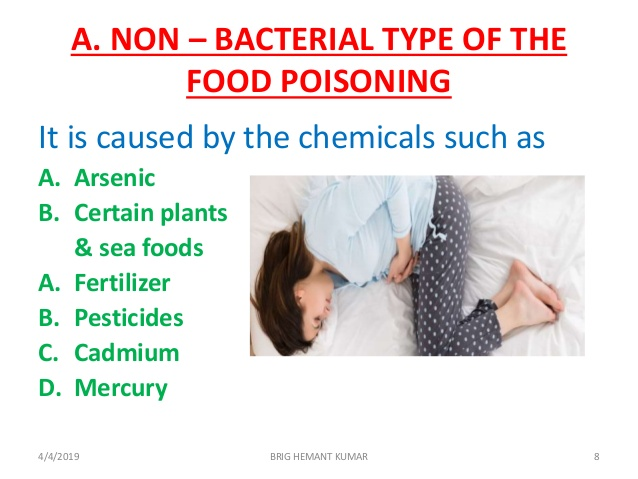 A. NON – BACTERIAL TYPE OF THE
FOOD POISONING
It is caused by the chemicals such as
A. Arsenic
B. Certain plants
& sea foods
A. Fertilizer
B. Pesticides
C. Cadmium
D. Mercury
4/4/2019
BRIG HEMANT KUMAR
8